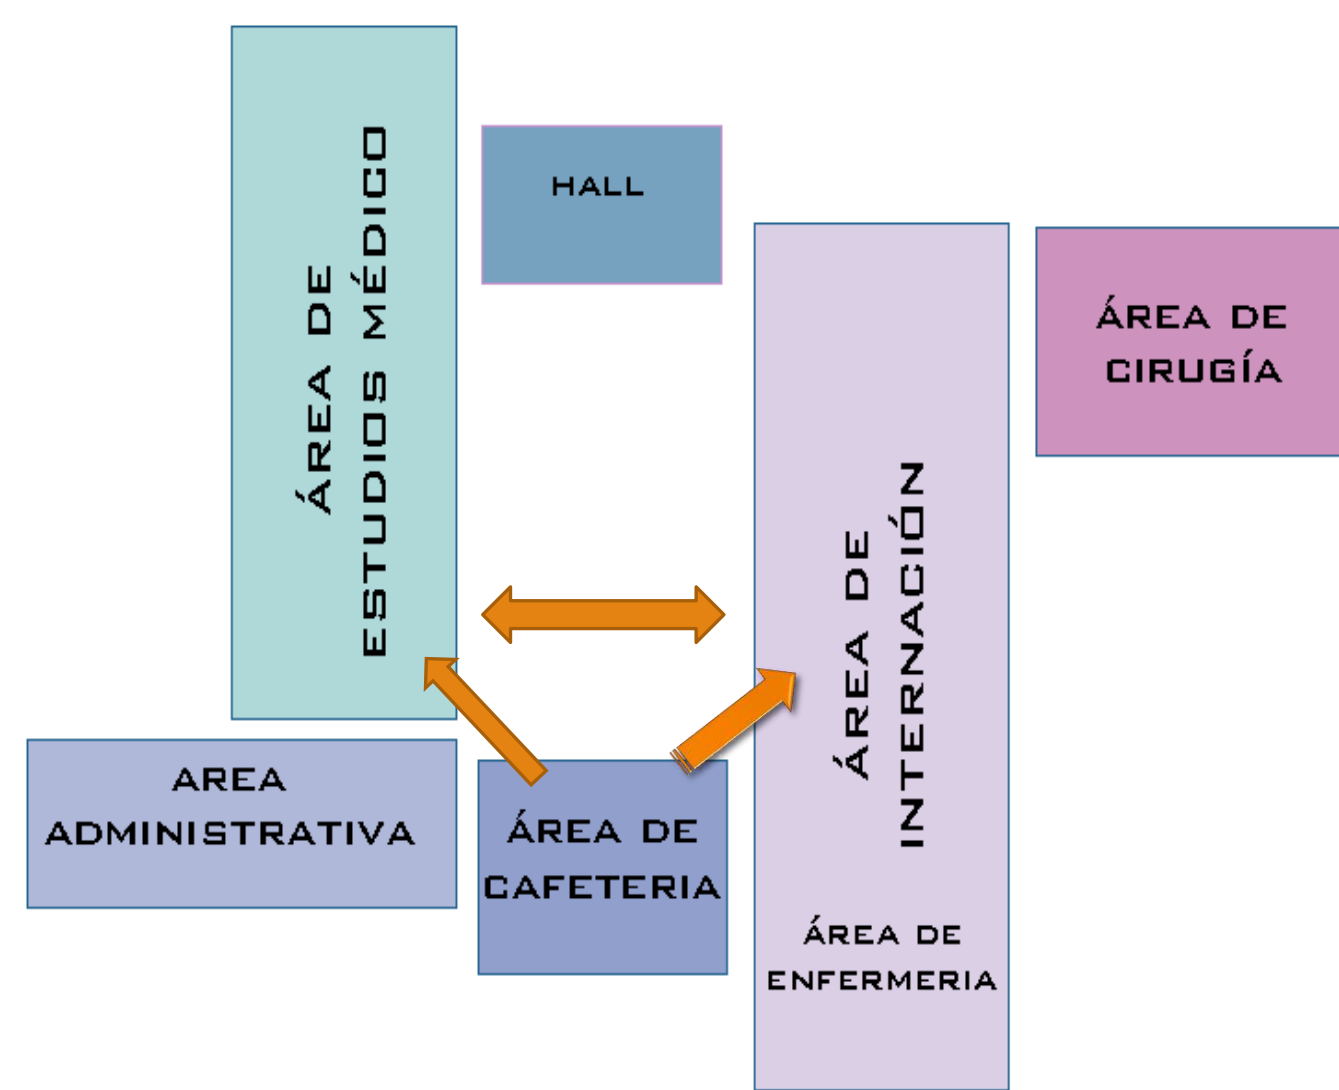 ÁREA DE
ESTUDIOS MÉDICO
HALL
ÁREA DE
CIRUGÍA
ÁREA DE
INTERNACIÓN
AREA
ADMINISTRATIVA
ÁREA DE
CAFETERIA
ÁREA DE
ENFERMERIA